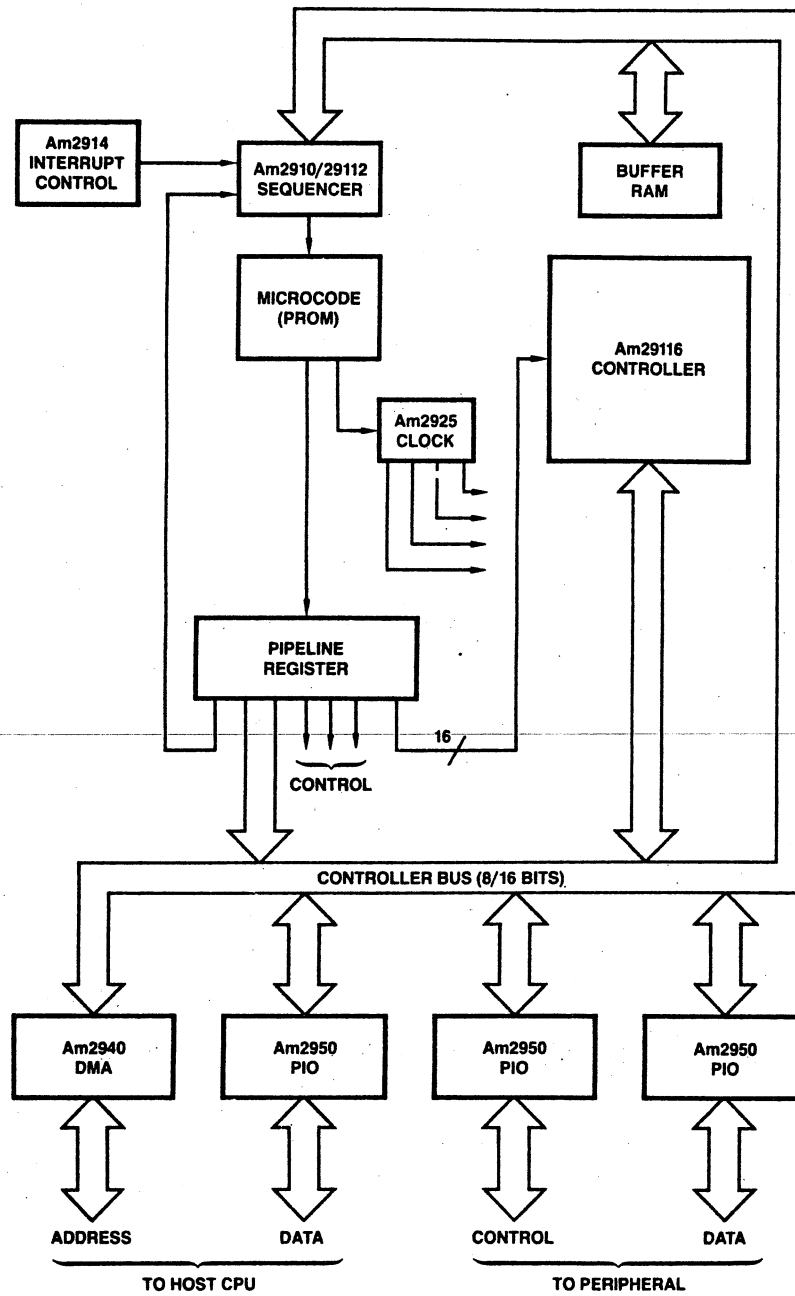 Am2914
INTERRUPT
CONTROL
Am2910/29112
SEQUENCER
BUFFER
RAM
MICROCODE
(PROM)
Am29116
CONTROLLER
Am2925
CLOCK
PIPELINE
REGISTER
16
CONTROL
CONTROLLER BUS (8/16 BITS)
Am2940
DMA
Am2950
PIO
Am2950
PIO
Am2950
PIO
ADDRESS
DATA
CONTROL
DATA
TO HOST CPU
TO PERIPHERAL